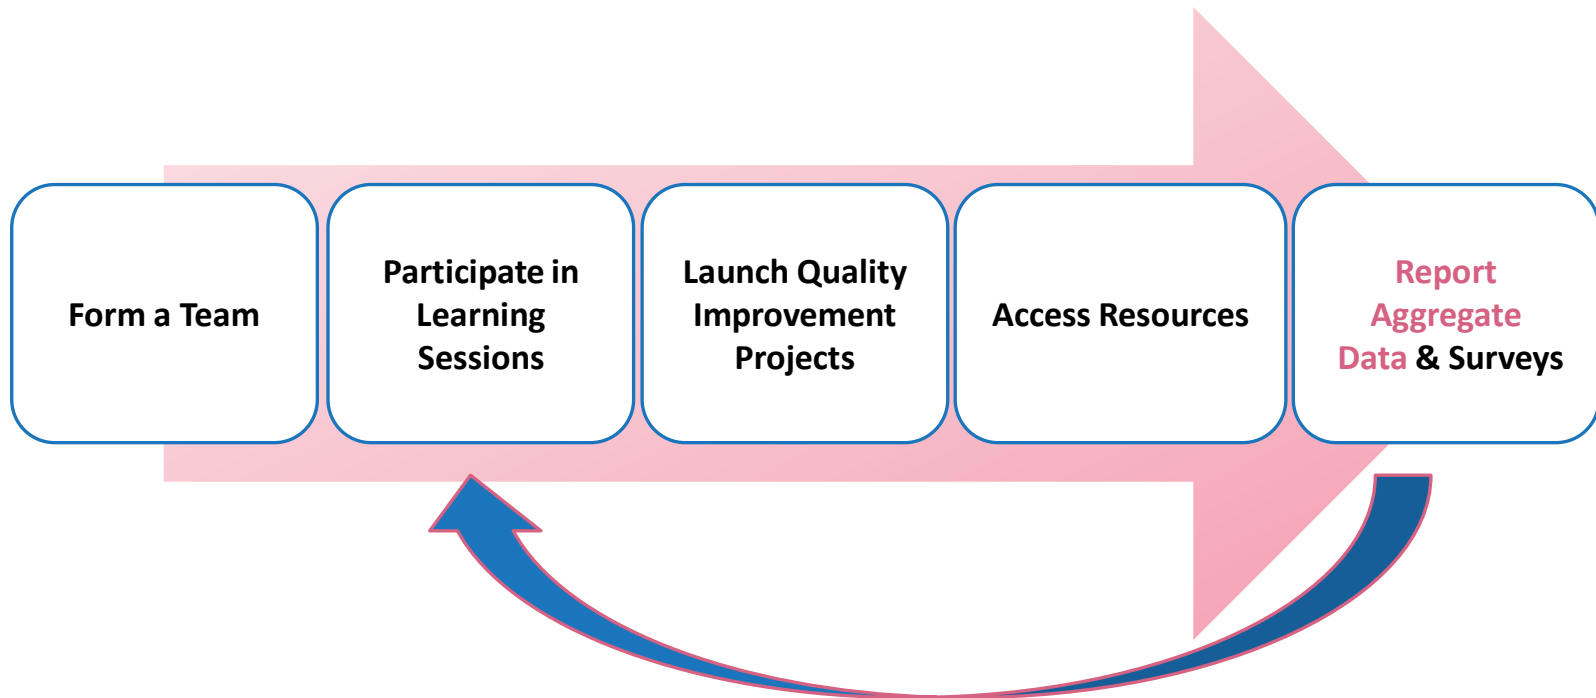 Form a Team
Participate in
Learning
Sessions
Launch Quality
Improvement
Projects
Access Resources
Report
Aggregate
Data & Surveys